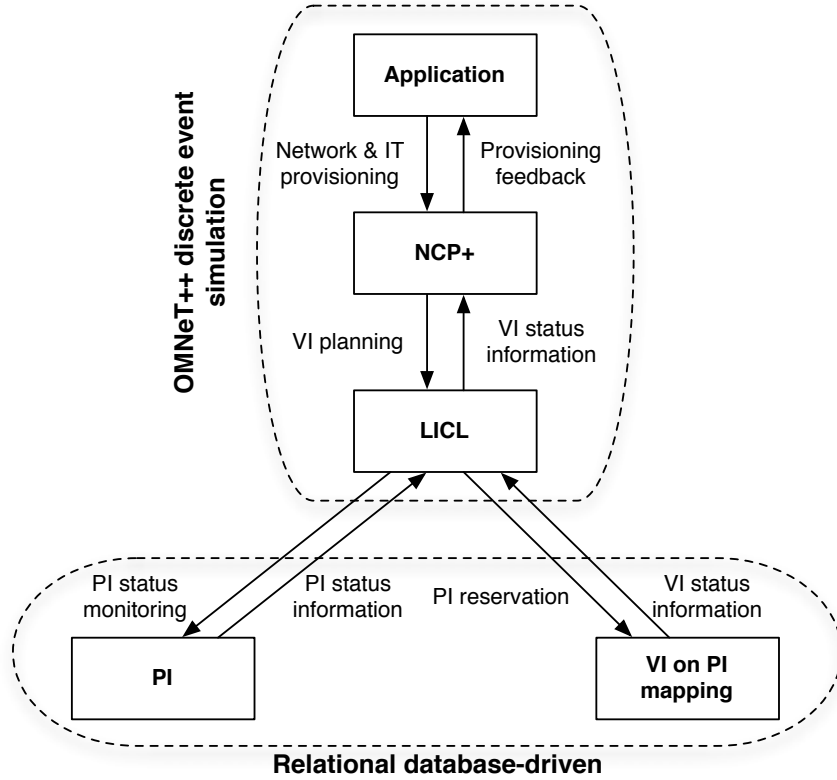 Application
Network & IT
provisioning
Provisioning
feedback
OMNeT++ discrete event
simulation
NCP+
VI planning
VI status
information
LICL
PI status
monitoring
PI status
information
PI reservation
VI status
information
PI
VI on PI
mapping
Relational database-driven